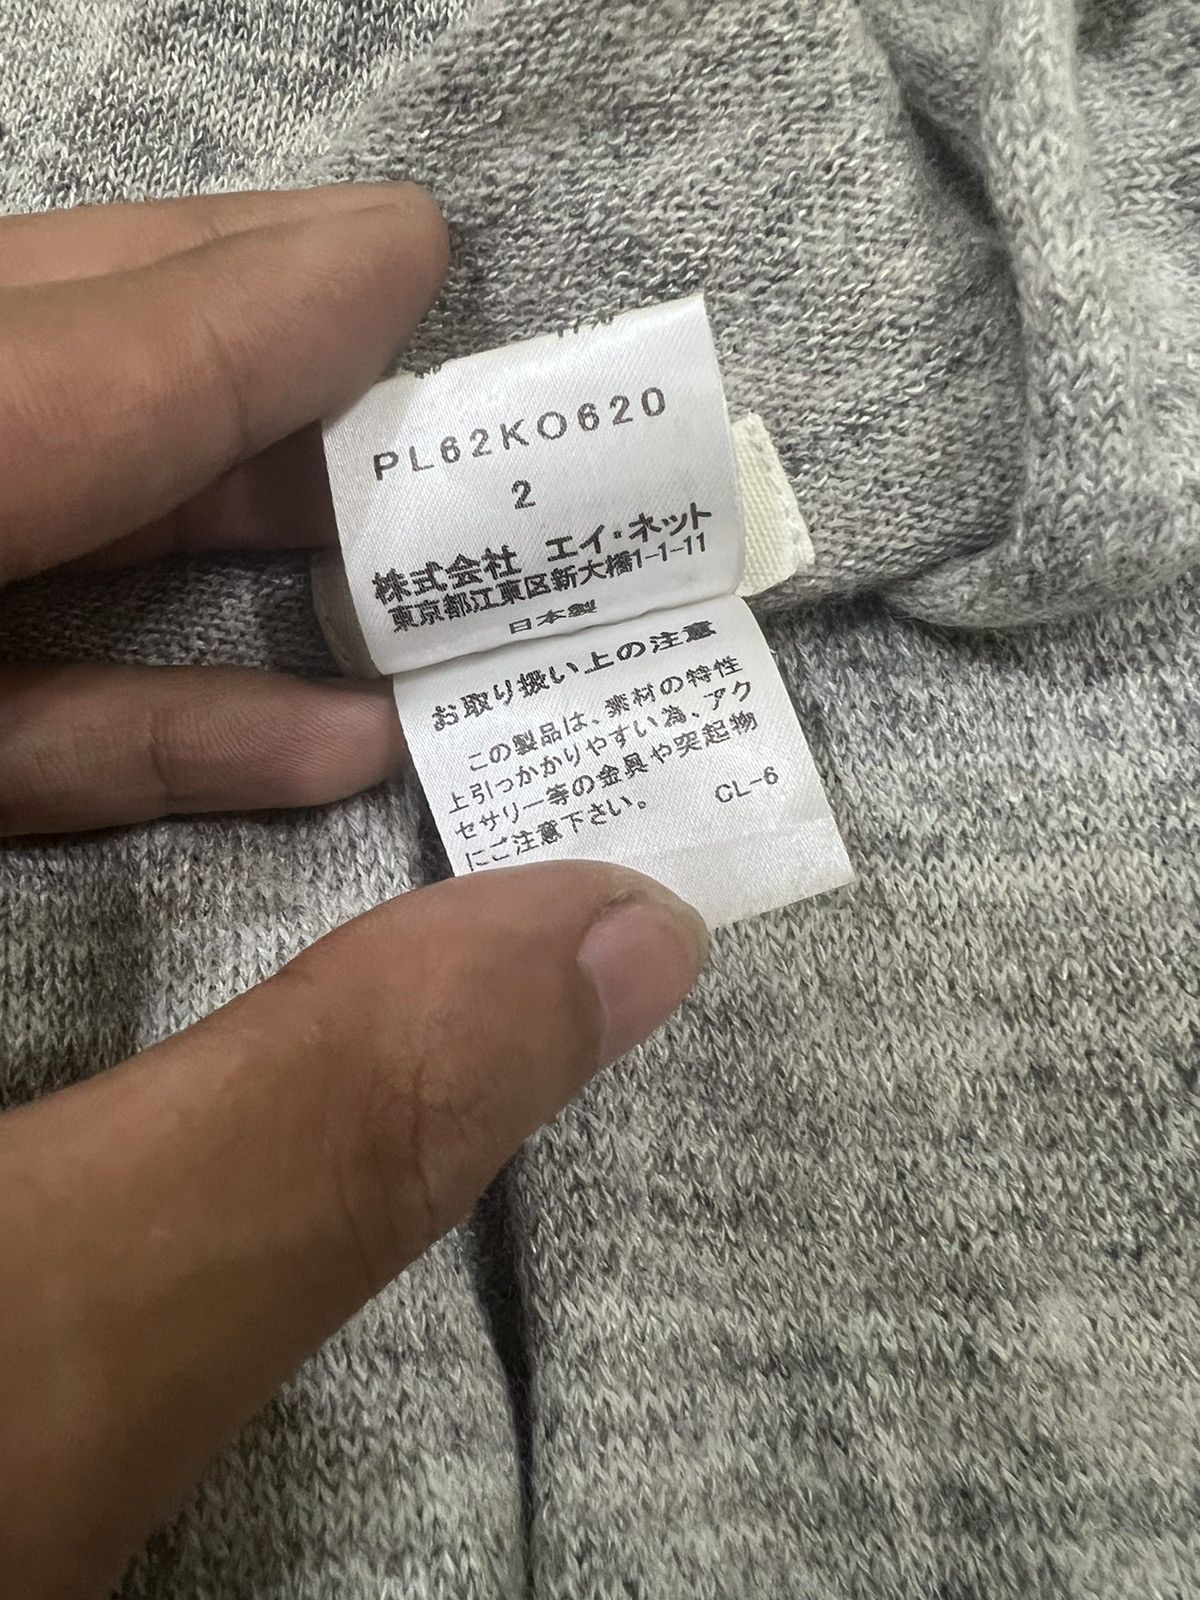 PL62KO620
2
株式会社 エイ・ネット
東京都江東区新大橋1-1-11
日本製
お取り扱い上の注意
この製品は、素材の特性
上引っかかりやすい為、アク
セサリー等の金具や突起物
にご注意下さい。
CL-6